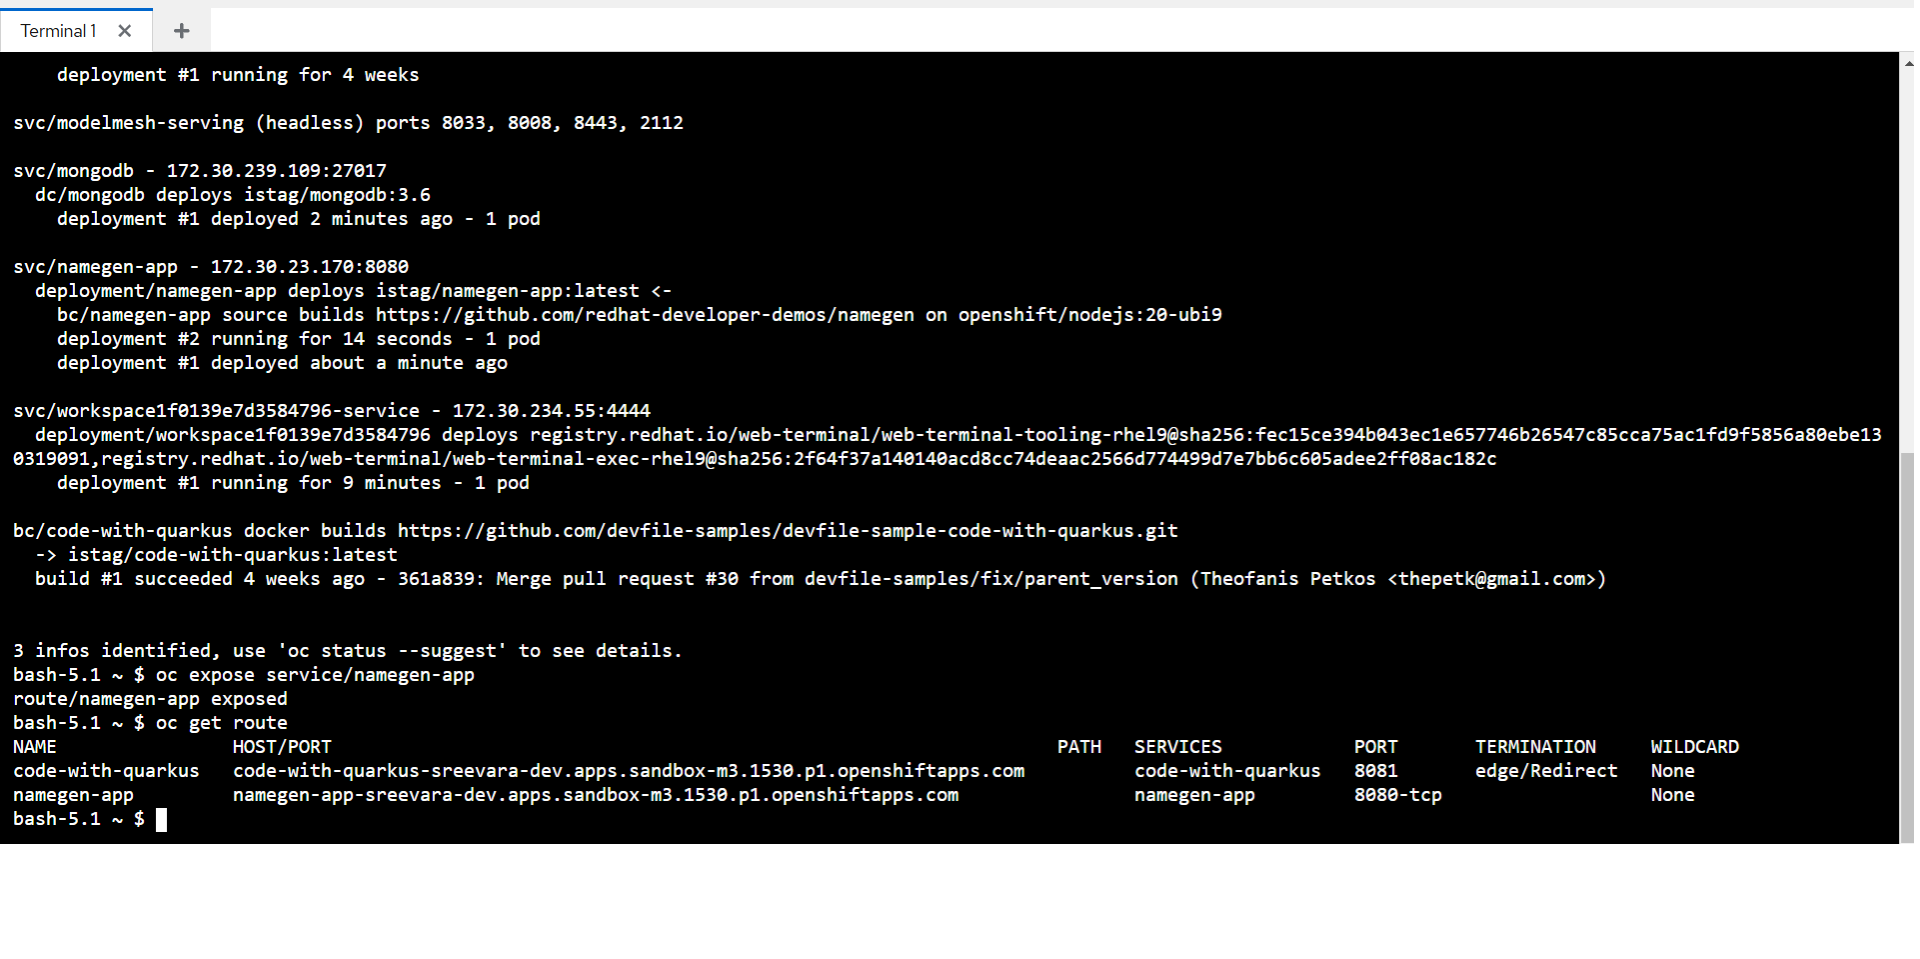 Terminal 1
deployment #1 running for 4 weeks
svc/modelmesh-serving (headless) ports 8033, 8008, 8443, 2112
svc/mongodb - 172.30.239.109:27017
dc/mongodb deploys istag/mongodb:3.6
deployment #1 deployed 2 minutes ago - 1 pod
svc/namegen-app - 172.30.23.170:8080
deployment/namegen-app deploys istag/namegen-app:latest <-
bc/namegen-app source builds https://github.com/redhat-developer-demos/namegen on openshift/nodejs:20-ubi9
deployment #2 running for 14 seconds - 1 pod
deployment #1 deployed about a minute ago
svc/workspace1f0139e7d3584796-service - 172.30.234.55:4444
deployment/workspace1f0139e7d3584796 deploys registry.redhat.io/web-terminal/web-terminal-tooling-rhel9@sha256:fec15ce394b043ec1e657746b26547c85cca75ac1fd9f5856a80ebe13
0319091,registry.redhat.io/web-terminal/web-terminal-exec-rhel9@sha256:2f64f37a140140acd8cc74deaac2566d774499d7e7bb6c605adee2ff08ac182c
deployment #1 running for 9 minutes - 1 pod
bc/code-with-quarkus docker builds https://github.com/devfile-samples/devfile-sample-code-with-quarkus.git
-> istag/code-with-quarkus:latest
build #1 succeeded 4 weeks ago - 361a839: Merge pull request #30 from devfile-samples/fix/parent_version (Theofanis Petkos <thepetk@gmail.com>)
3 infos identified, use 'oc status --suggest' to see details.
bash-5.1 ~ $ oc expose service/namegen-app
route/namegen-app exposed
bash-5.1 ~ $ oc get route
NAME HOST/PORT PATH SERVICES PORT TERMINATION WILDCARD
code-with-quarkus code-with-quarkus-sreevara-dev.apps.sandbox-m3.1530.p1.openshiftapps.com code-with-quarkus 8081 edge/Redirect None
namegen-app namegen-app-sreevara-dev.apps.sandbox-m3.1530.p1.openshiftapps.com namegen-app 8080-tcp None
bash-5.1 ~ $